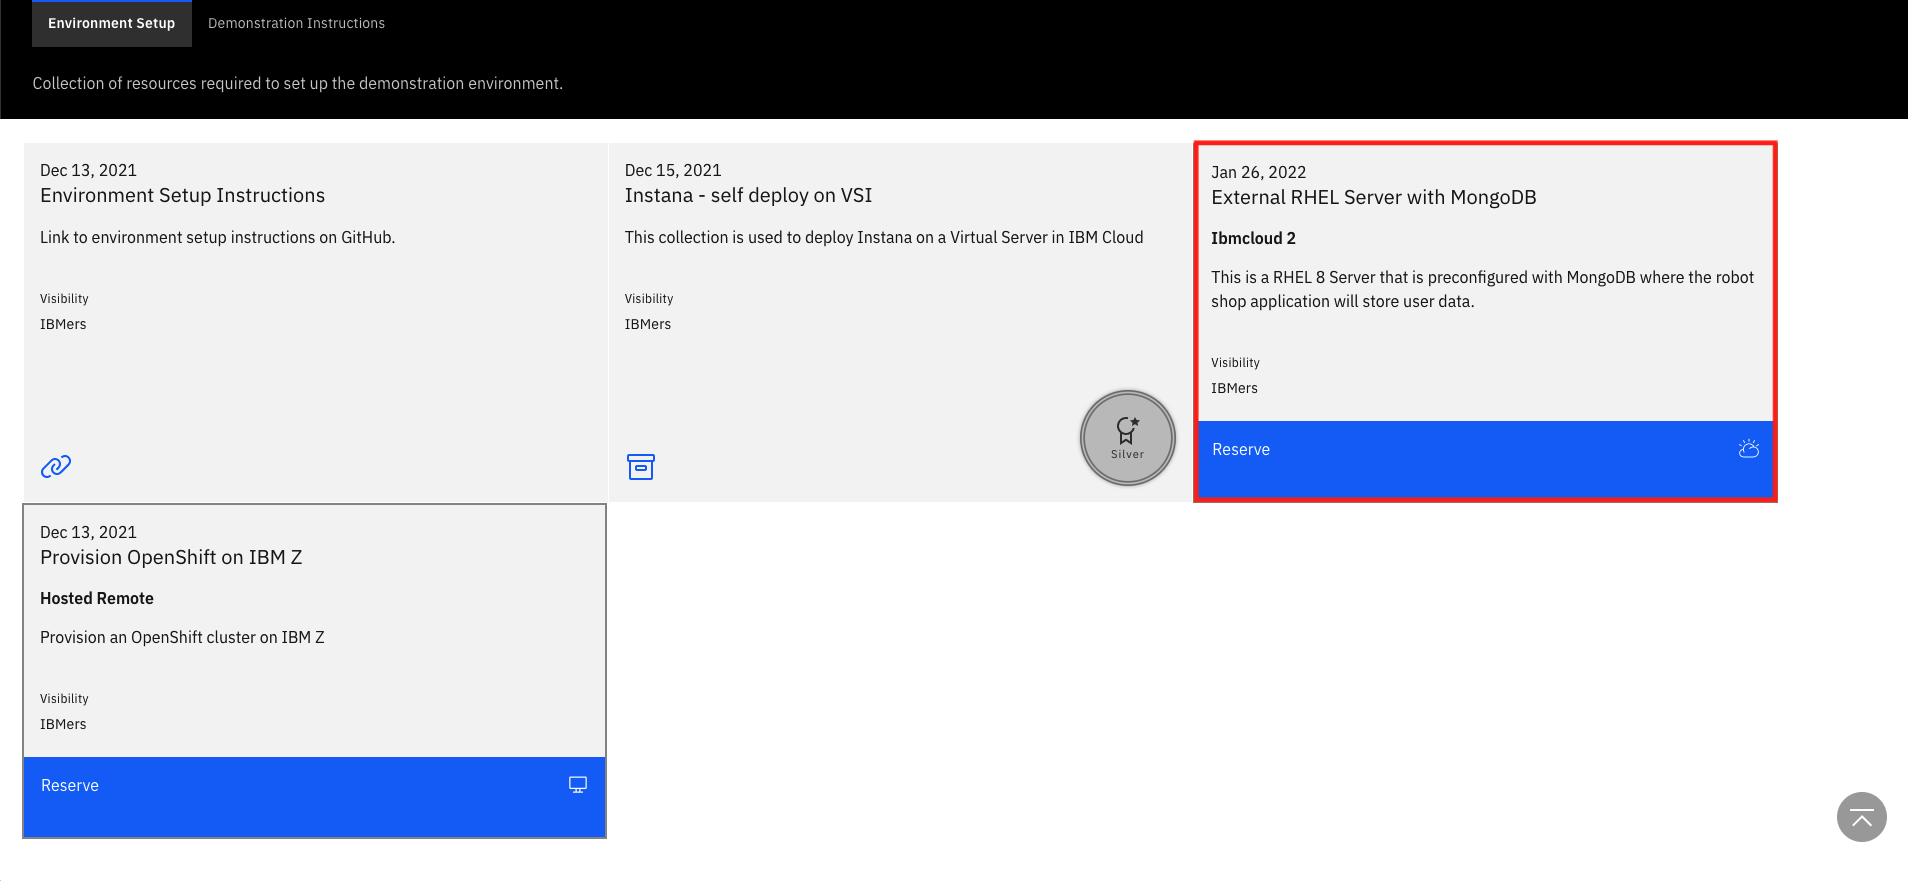 Environment Setup
Demonstration Instructions
Collection of resources required to set up the demonstration environment.
Dec 13, 2021
Environment Setup Instructions
Link to environment setup instructions on GitHub.
Visibility
IBMers
Dec 15, 2021
Instana - self deploy on VSI
This collection is used to deploy Instana on a Virtual Server in IBM Cloud
Visibility
IBMers
Silver
Jan 26, 2022
External RHEL Server with MongoDB
Ibmcloud 2
This is a RHEL 8 Server that is preconfigured with MongoDB where the robot
shop application will store user data.
Visibility
IBMers
Reserve
Dec 13, 2021
Provision OpenShift on IBM Z
Hosted Remote
Provision an OpenShift cluster on IBM Z
Visibility
IBMers
Reserve